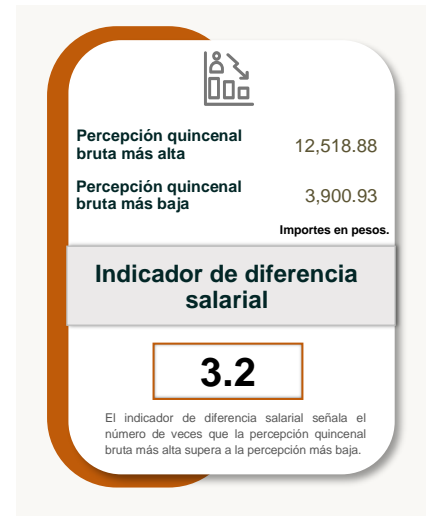 Percepción quincenal
bruta más alta
12,518.88
Percepción quincenal
bruta más baja
3,900.93
Importes en pesos.
Indicador de diferencia
salarial
3.2
El indicador de diferencia salarial señala el
número de veces que la percepción quincenal
bruta más alta supera a la percepción más baja.